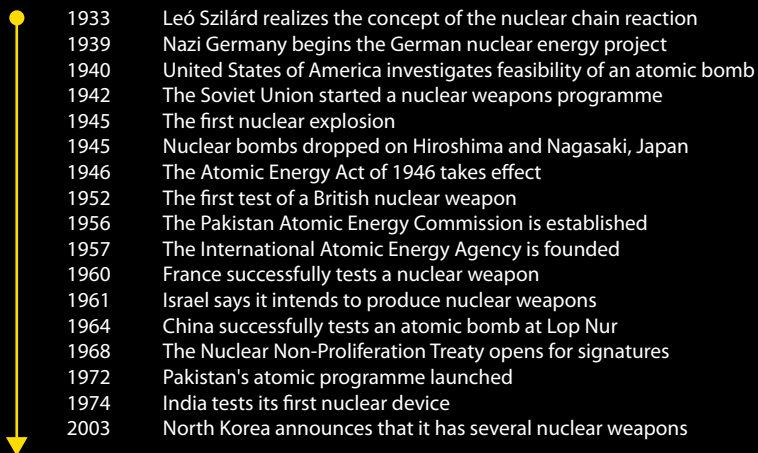 1933 Leó Szilárd realizes the concept of the nuclear chain reaction
1939 Nazi Germany begins the German nuclear energy project
1940 United States of America investigates feasibility of an atomic bomb
1942 The Soviet Union started a nuclear weapons programme
1945 The first nuclear explosion
1945 Nuclear bombs dropped on Hiroshima and Nagasaki, Japan
1946 The Atomic Energy Act of 1946 takes effect
1952 The first test of a British nuclear weapon
1956 The Pakistan Atomic Energy Commission is established
1957 The International Atomic Energy Agency is founded
1960 France successfully tests a nuclear weapon
1961 Israel says it intends to produce nuclear weapons
1964 China successfully tests an atomic bomb at Lop Nur
1968 The Nuclear Non-Proliferation Treaty opens for signatures
1972 Pakistan's atomic programme launched
1974 India tests its first nuclear device
2003 North Korea announces that it has several nuclear weapons